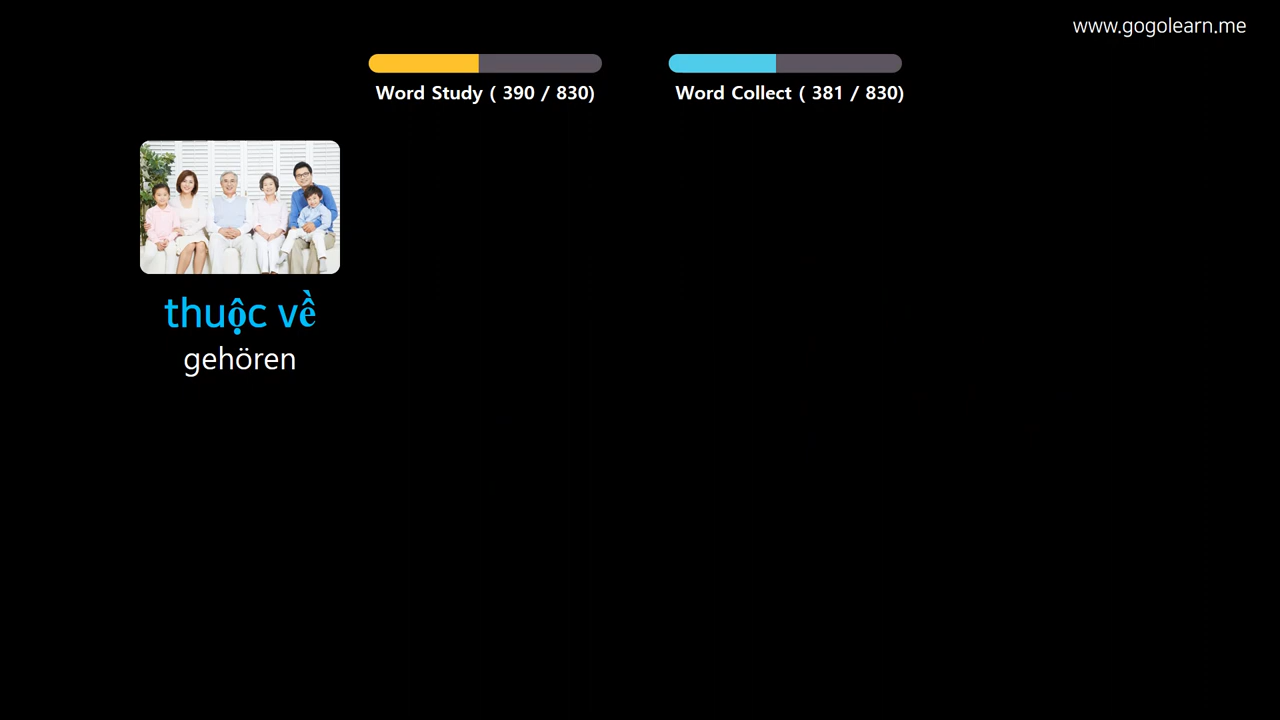 www.gogolearn.me
Word Study ( 390 / 830)
Word Collect ( 381 / 830)
thuộc về
gehören